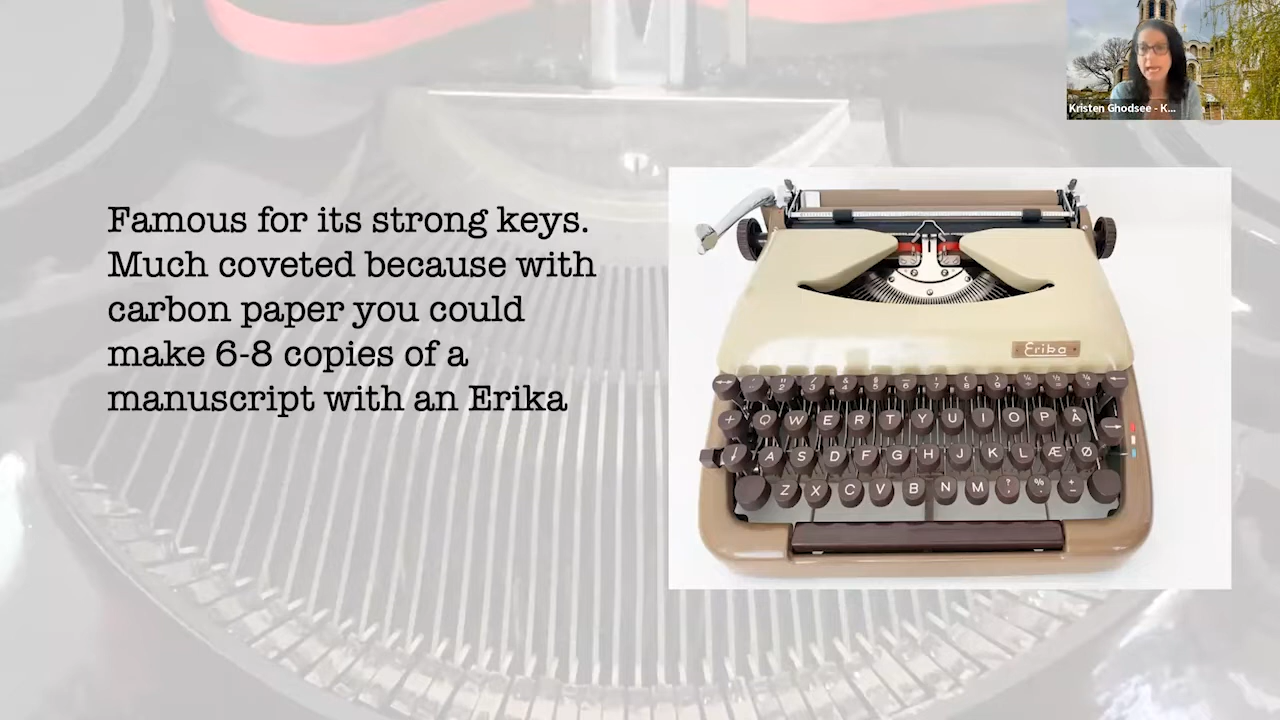 Kristen Ghodsee - K...
Famous for its strong keys.
Much coveted because with
carbon paper you could
make 6-8 copies of a
manuscript with an Erika
Erika
Q W E R T Y U I O P Å
A S D F G H J K L Æ Ø
Z X C V B N M